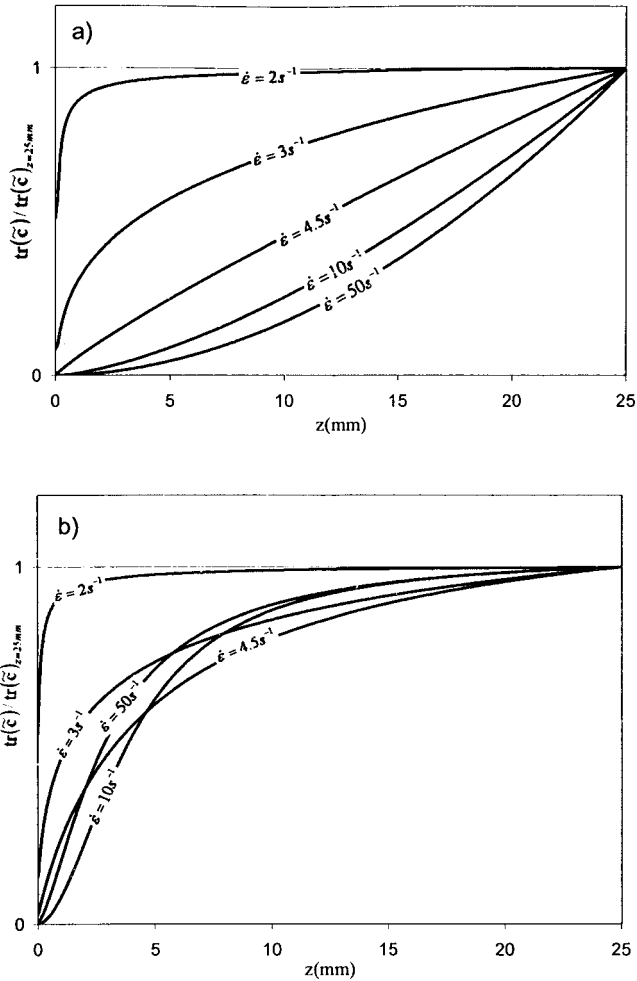 a)
1
tr(c̃)/tr(c̃)z=25mm
ε̇ = 2s⁻¹
ε̇ = 3s⁻¹
ε̇ = 4.5s⁻¹
ε̇ = 10s⁻¹
ε̇ = 50s⁻¹
0
0 5 10 15 20 25
z(mm)
b)
1
tr(c̃)/tr(c̃)z=25mm
ε̇ = 2s⁻¹
ε̇ = 4.5s⁻¹
ε̇ = 50s⁻¹
ε̇ = 3s⁻¹
ε̇ = 10s⁻¹
0
0 5 10 15 20 25
z(mm)